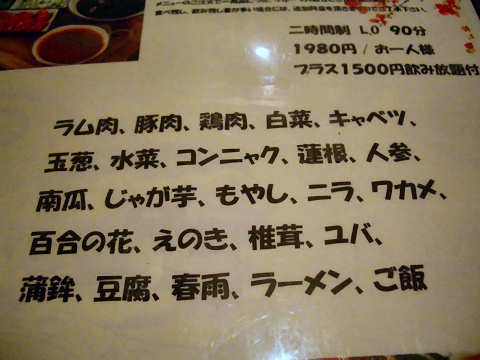 二時間制 LO 90分
1980円/お一人様
プラス1500円飲み放題付
ラム肉、豚肉、鶏肉、白菜、キャベツ、
玉葱、水菜、コンニャク、蓮根、人参、
南瓜、じゃが芋、もやし、ニラ、ワカメ、
百合の花、えのき、椎茸、ユバ、
蒲鉾、豆腐、春雨、ラーメン、ご飯